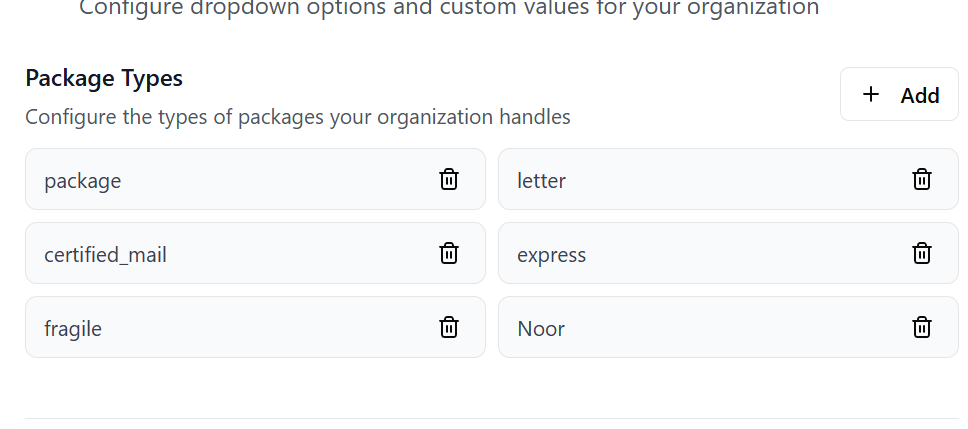 Configure dropdown options and custom values for your organization
Package Types
+ Add
Configure the types of packages your organization handles
package
letter
certified_mail
express
fragile
Noor